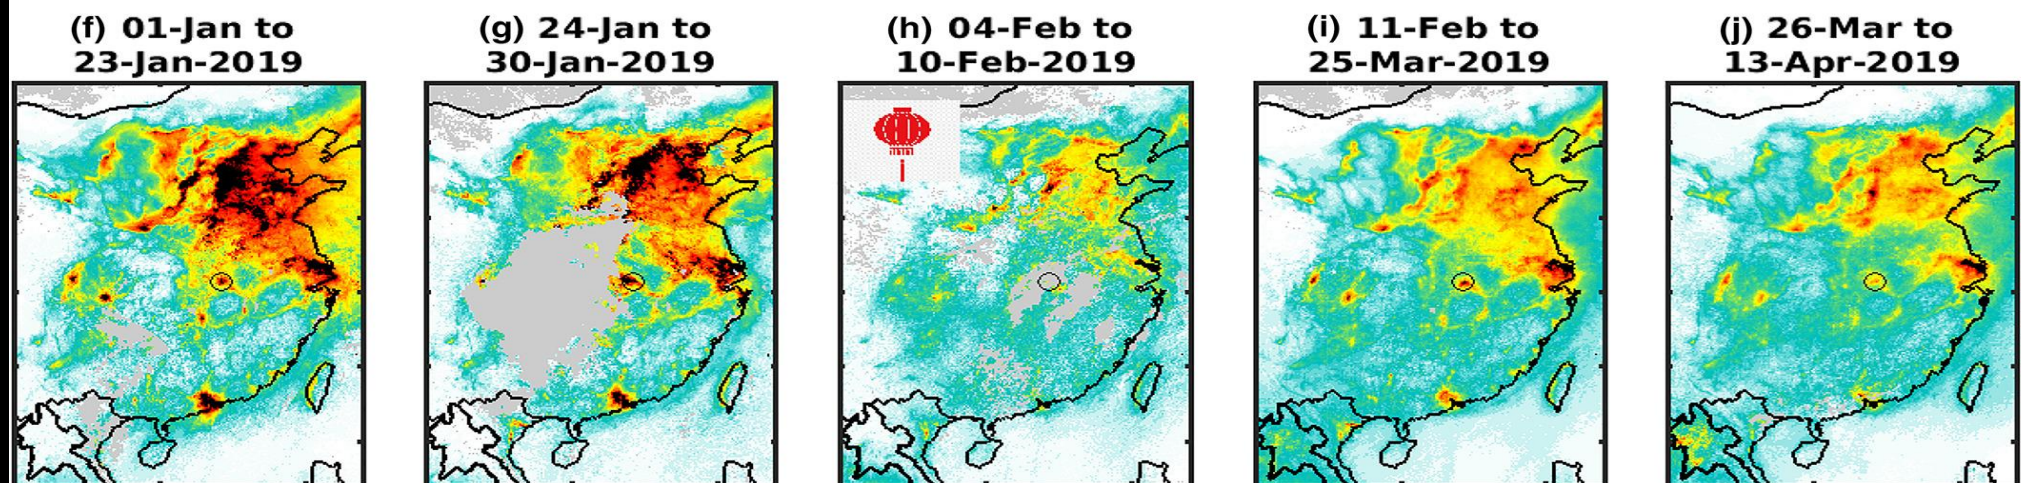 (f) 01-Jan to
23-Jan-2019
(g) 24-Jan to
30-Jan-2019
(h) 04-Feb to
10-Feb-2019
(i) 11-Feb to
25-Mar-2019
(j) 26-Mar to
13-Apr-2019